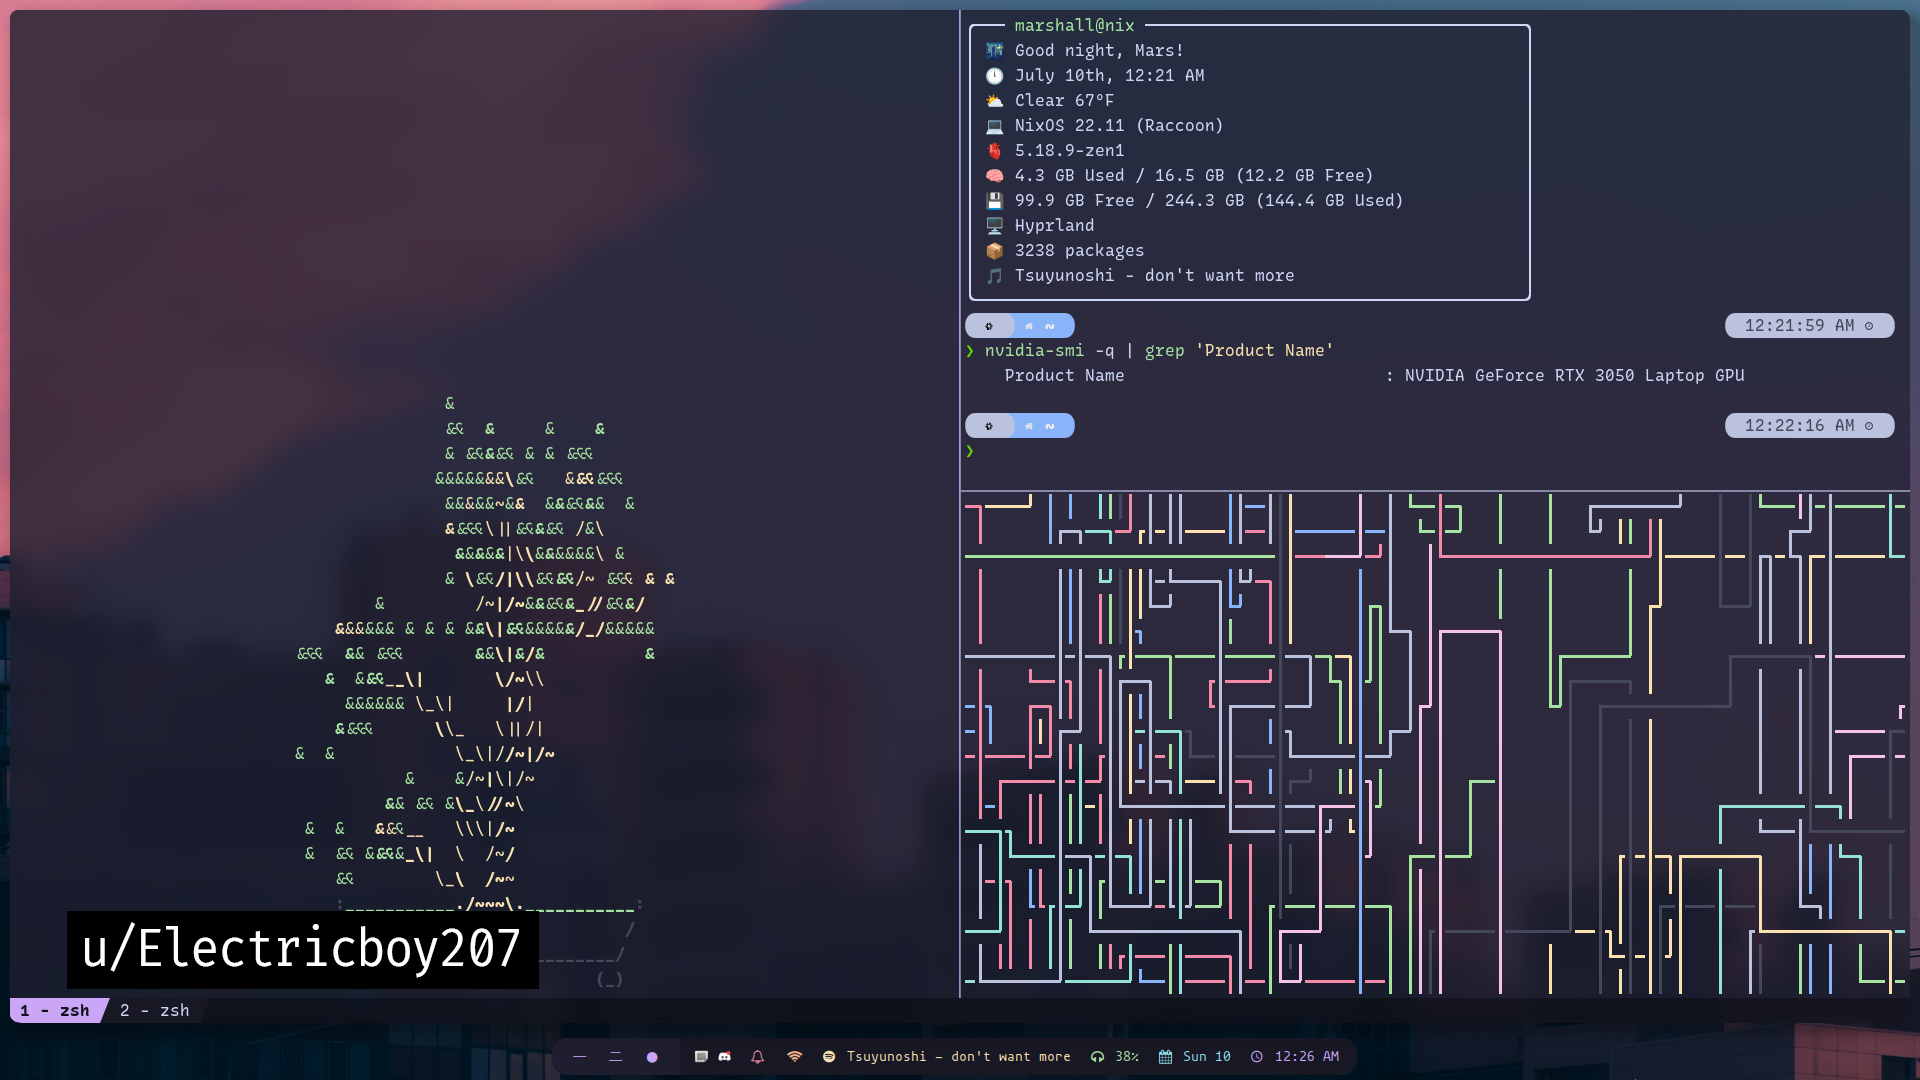 marshall@nix
Good night, Mars!
July 10th, 12:21 AM
Clear 67°F
NixOS 22.11 (Raccoon)
5.18.9-zen1
4.3 GB Used / 16.5 GB (12.2 GB Free)
99.9 GB Free / 244.3 GB (144.4 GB Used)
Hyprland
3238 packages
Tsuyunoshi - don't want more
~ 12:21:59 AM
❯ nvidia-smi -q | grep 'Product Name'
Product Name : NVIDIA GeForce RTX 3050 Laptop GPU
~ 12:22:16 AM
❯
u/Electricboy207
1 - zsh 2 - zsh
一 二 Tsuyunoshi – don't want more 38% Sun 10 12:26 AM